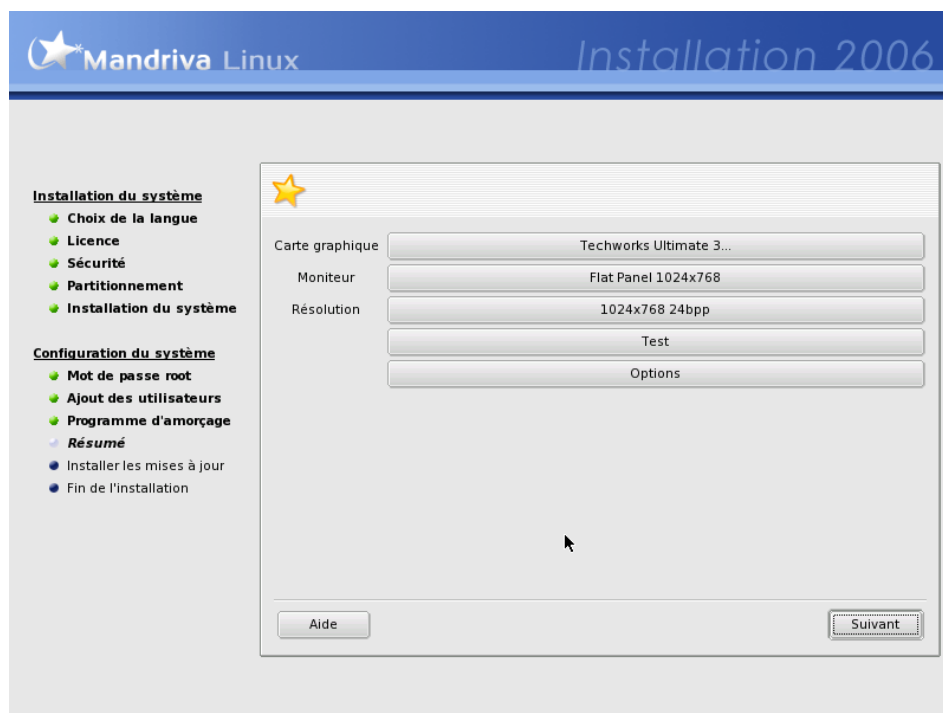 Mandriva Linux
Installation 2006
Installation du système
Choix de la langue
Licence
Sécurité
Partitionnement
Installation du système
Configuration du système
Mot de passe root
Ajout des utilisateurs
Programme d'amorçage
Résumé
Installer les mises à jour
Fin de l'installation
Carte graphique
Techworks Ultimate 3...
Moniteur
Flat Panel 1024x768
Résolution
1024x768 24bpp
Test
Options
Aide
Suivant